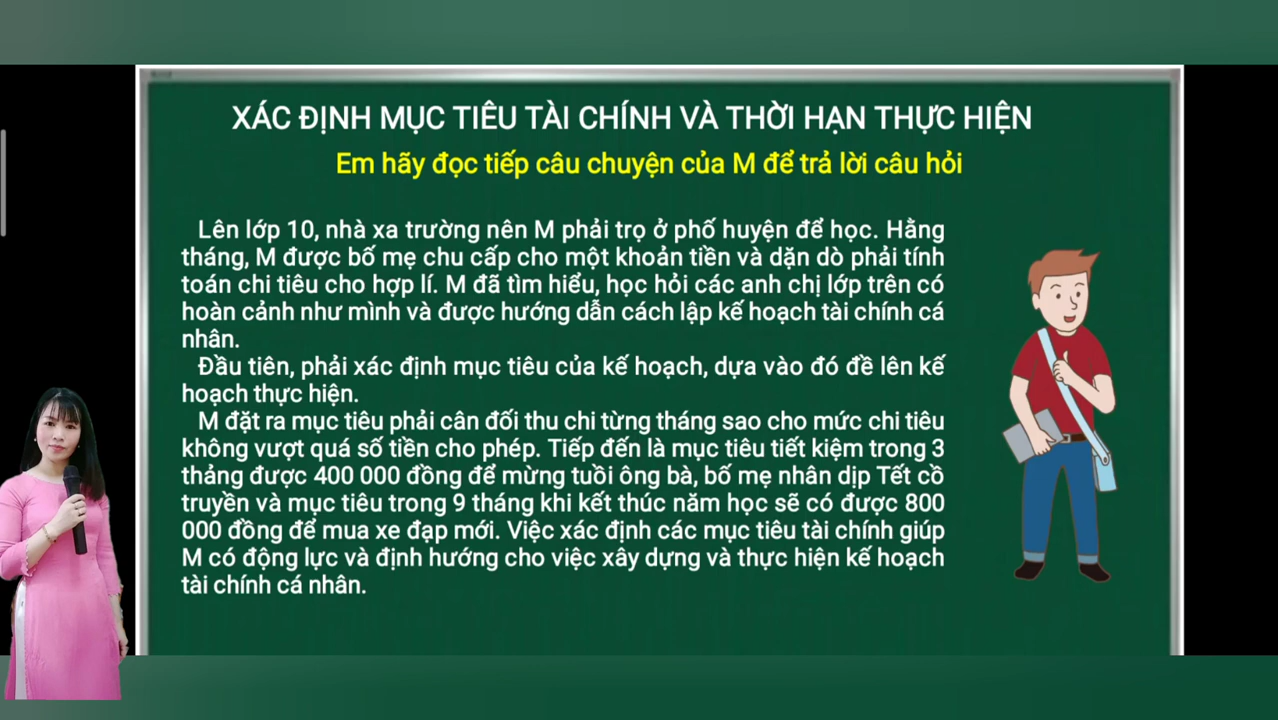 XÁC ĐỊNH MỤC TIÊU TÀI CHÍNH VÀ THỜI HẠN THỰC HIỆN
Em hãy đọc tiếp câu chuyện của M để trả lời câu hỏi
Lên lớp 10, nhà xa trường nên M phải trọ ở phố huyện để học. Hằng
tháng, M được bố mẹ chu cấp cho một khoản tiền và dặn dò phải tính
toán chi tiêu cho hợp lí. M đã tìm hiểu, học hỏi các anh chị lớp trên có
hoàn cảnh như mình và được hướng dẫn cách lập kế hoạch tài chính cá
nhân.
Đầu tiên, phải xác định mục tiêu của kế hoạch, dựa vào đó đề lên kế
hoạch thực hiện.
M đặt ra mục tiêu phải cân đối thu chi từng tháng sao cho mức chi tiêu
không vượt quá số tiền cho phép. Tiếp đến là mục tiêu tiết kiệm trong 3
thảng được 400 000 đồng để mừng tuồi ông bà, bố mẹ nhân dịp Tết cồ
truyền và mục tiêu trong 9 tháng khi kết thúc năm học sẽ có được 800
000 đồng để mua xe đạp mới. Việc xác định các mục tiêu tài chính giúp
M có động lực và định hướng cho việc xây dựng và thực hiện kế hoạch
tài chính cá nhân.